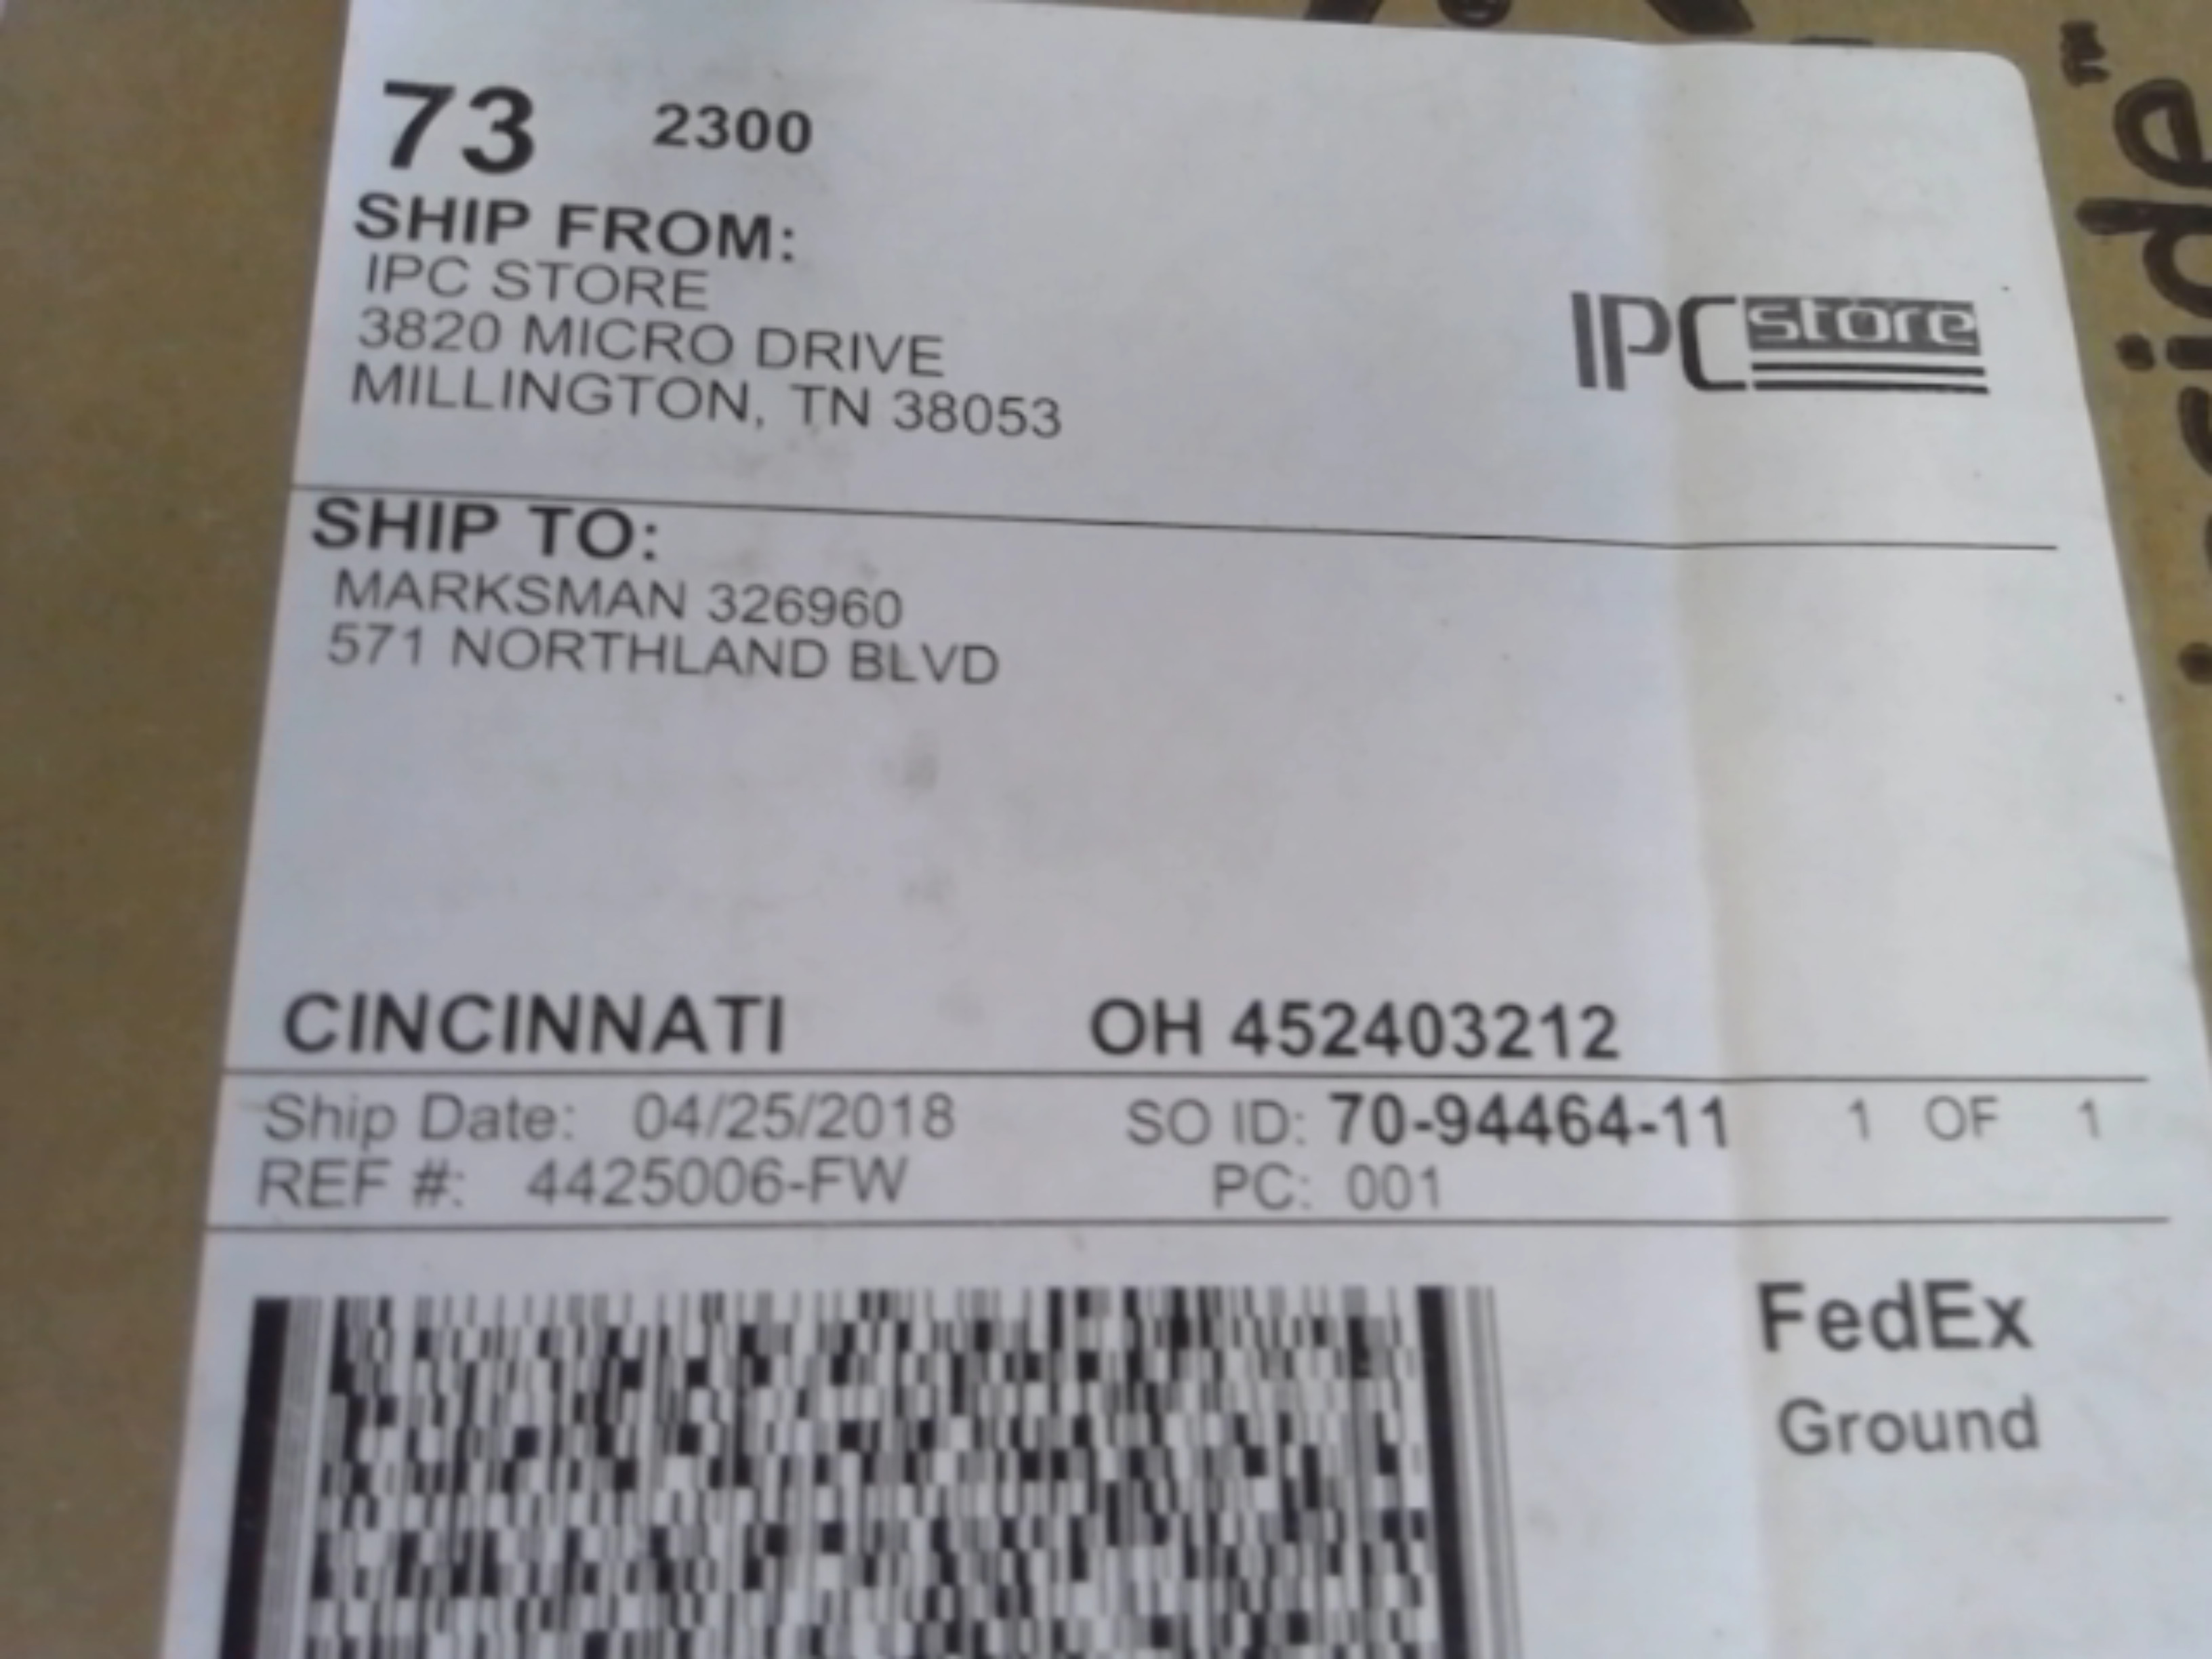 73 2300
SHIP FROM:
IPC STORE
3820 MICRO DRIVE
MILLINGTON, TN 38053
IPC store
SHIP TO:
MARKSMAN 326960
571 NORTHLAND BLVD
CINCINNATI OH 452403212
Ship Date: 04/25/2018 SO ID: 70-94464-11 1 OF 1
REF #: 4425006-FW PC: 001
FedEx
Ground